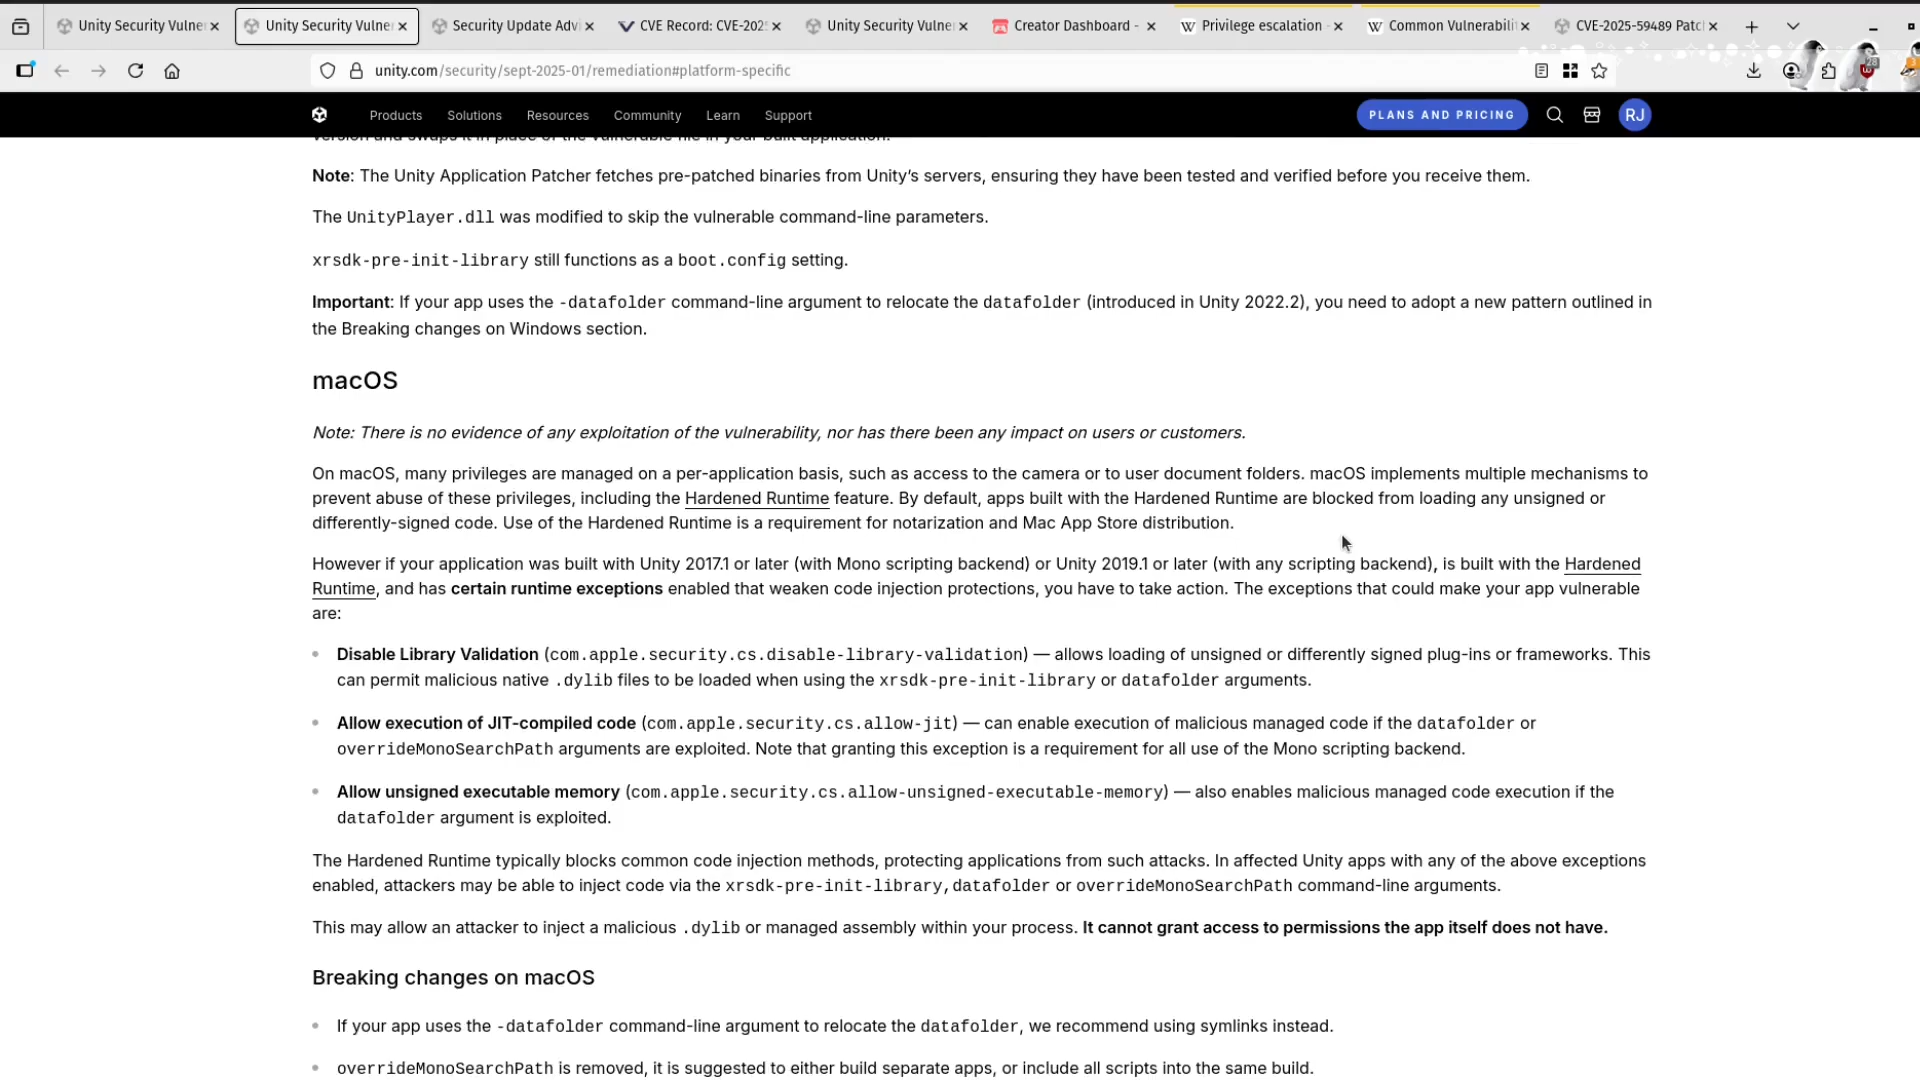 Unity Security Vulner
Unity Security Vulner
Security Update Advi
CVE Record: CVE-202
Unity Security Vulner
Creator Dashboard -
Privilege escalation -
Common Vulnerabilit
CVE-2025-59489 Patc
unity.com/security/sept-2025-01/remediation#platform-specific
Products
Solutions
Resources
Community
Learn
Support
PLANS AND PRICING
RJ
version and swaps it in place of the vulnerable file in your built application.
Note: The Unity Application Patcher fetches pre-patched binaries from Unity’s servers, ensuring they have been tested and verified before you receive them.
The UnityPlayer.dll was modified to skip the vulnerable command-line parameters.
xrsdk-pre-init-library still functions as a boot.config setting.
Important: If your app uses the -datafolder command-line argument to relocate the datafolder (introduced in Unity 2022.2), you need to adopt a new pattern outlined in
the Breaking changes on Windows section.
macOS
Note: There is no evidence of any exploitation of the vulnerability, nor has there been any impact on users or customers.
On macOS, many privileges are managed on a per-application basis, such as access to the camera or to user document folders. macOS implements multiple mechanisms to
prevent abuse of these privileges, including the Hardened Runtime feature. By default, apps built with the Hardened Runtime are blocked from loading any unsigned or
differently-signed code. Use of the Hardened Runtime is a requirement for notarization and Mac App Store distribution.
However if your application was built with Unity 2017.1 or later (with Mono scripting backend) or Unity 2019.1 or later (with any scripting backend), is built with the Hardened
Runtime, and has certain runtime exceptions enabled that weaken code injection protections, you have to take action. The exceptions that could make your app vulnerable
are:
Disable Library Validation (com.apple.security.cs.disable-library-validation) — allows loading of unsigned or differently signed plug-ins or frameworks. This
can permit malicious native .dylib files to be loaded when using the xrsdk-pre-init-library or datafolder arguments.
Allow execution of JIT-compiled code (com.apple.security.cs.allow-jit) — can enable execution of malicious managed code if the datafolder or
overrideMonoSearchPath arguments are exploited. Note that granting this exception is a requirement for all use of the Mono scripting backend.
Allow unsigned executable memory (com.apple.security.cs.allow-unsigned-executable-memory) — also enables malicious managed code execution if the
datafolder argument is exploited.
The Hardened Runtime typically blocks common code injection methods, protecting applications from such attacks. In affected Unity apps with any of the above exceptions
enabled, attackers may be able to inject code via the xrsdk-pre-init-library,datafolder or overrideMonoSearchPath command-line arguments.
This may allow an attacker to inject a malicious .dylib or managed assembly within your process. It cannot grant access to permissions the app itself does not have.
Breaking changes on macOS
If your app uses the -datafolder command-line argument to relocate the datafolder, we recommend using symlinks instead.
overrideMonoSearchPath is removed, it is suggested to either build separate apps, or include all scripts into the same build.